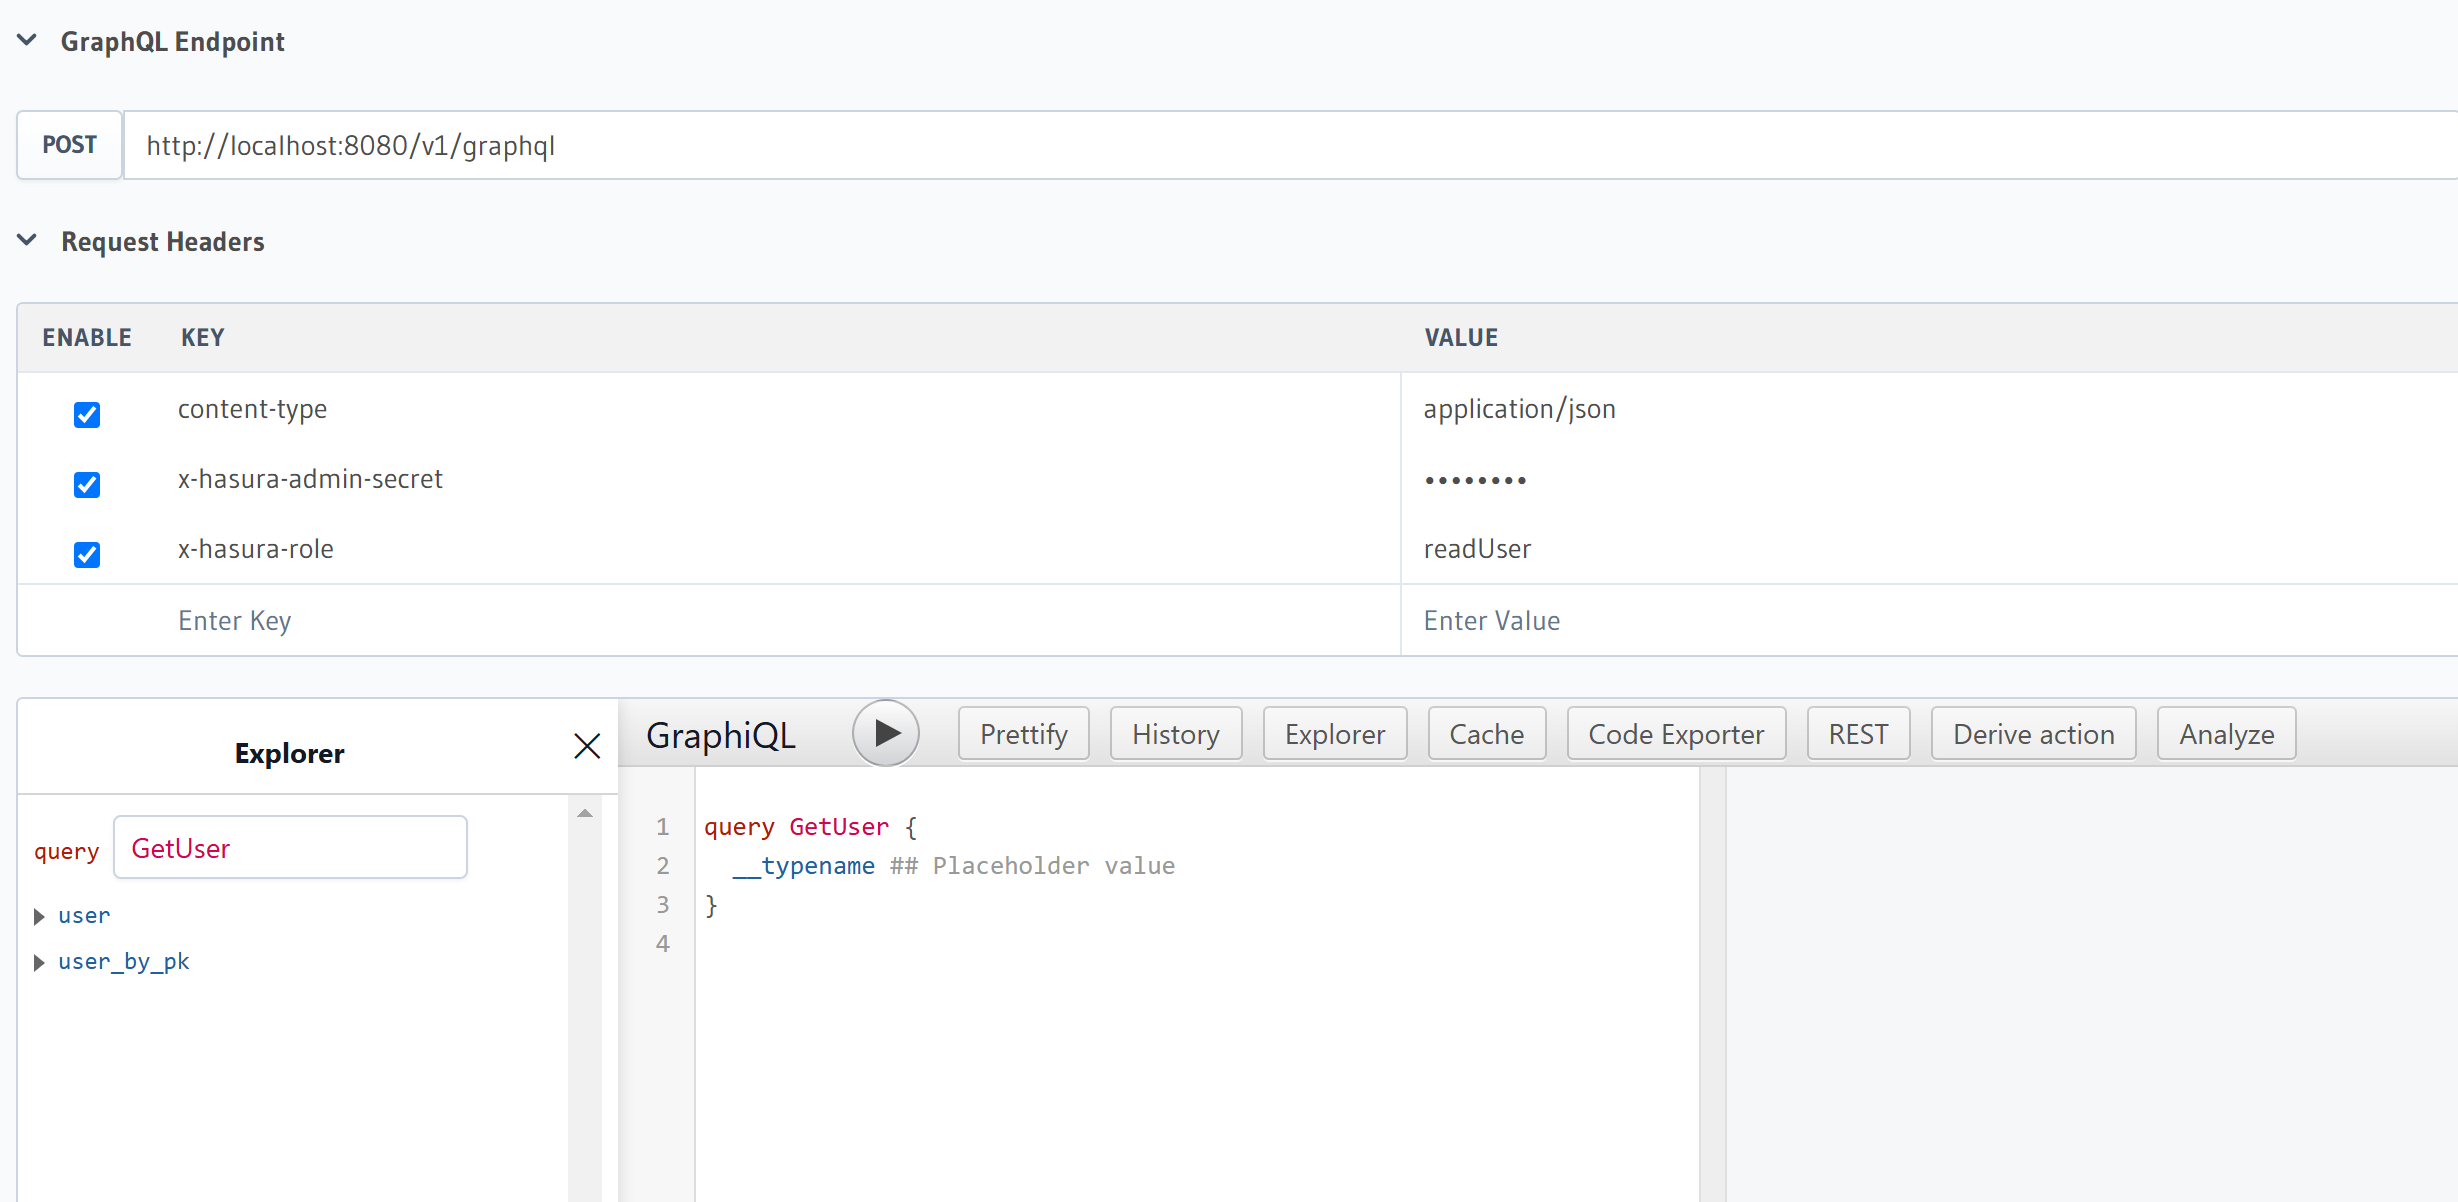 GraphQL Endpoint
POST http://localhost:8080/v1/graphql
Request Headers
ENABLE KEY VALUE
content-type application/json
x-hasura-admin-secret ••••••••
x-hasura-role readUser
Enter Key Enter Value
Explorer
GraphiQL Prettify History Explorer Cache Code Exporter REST Derive action Analyze
query GetUser
user
user_by_pk
1 query GetUser {
2 __typename ## Placeholder value
3 }
4